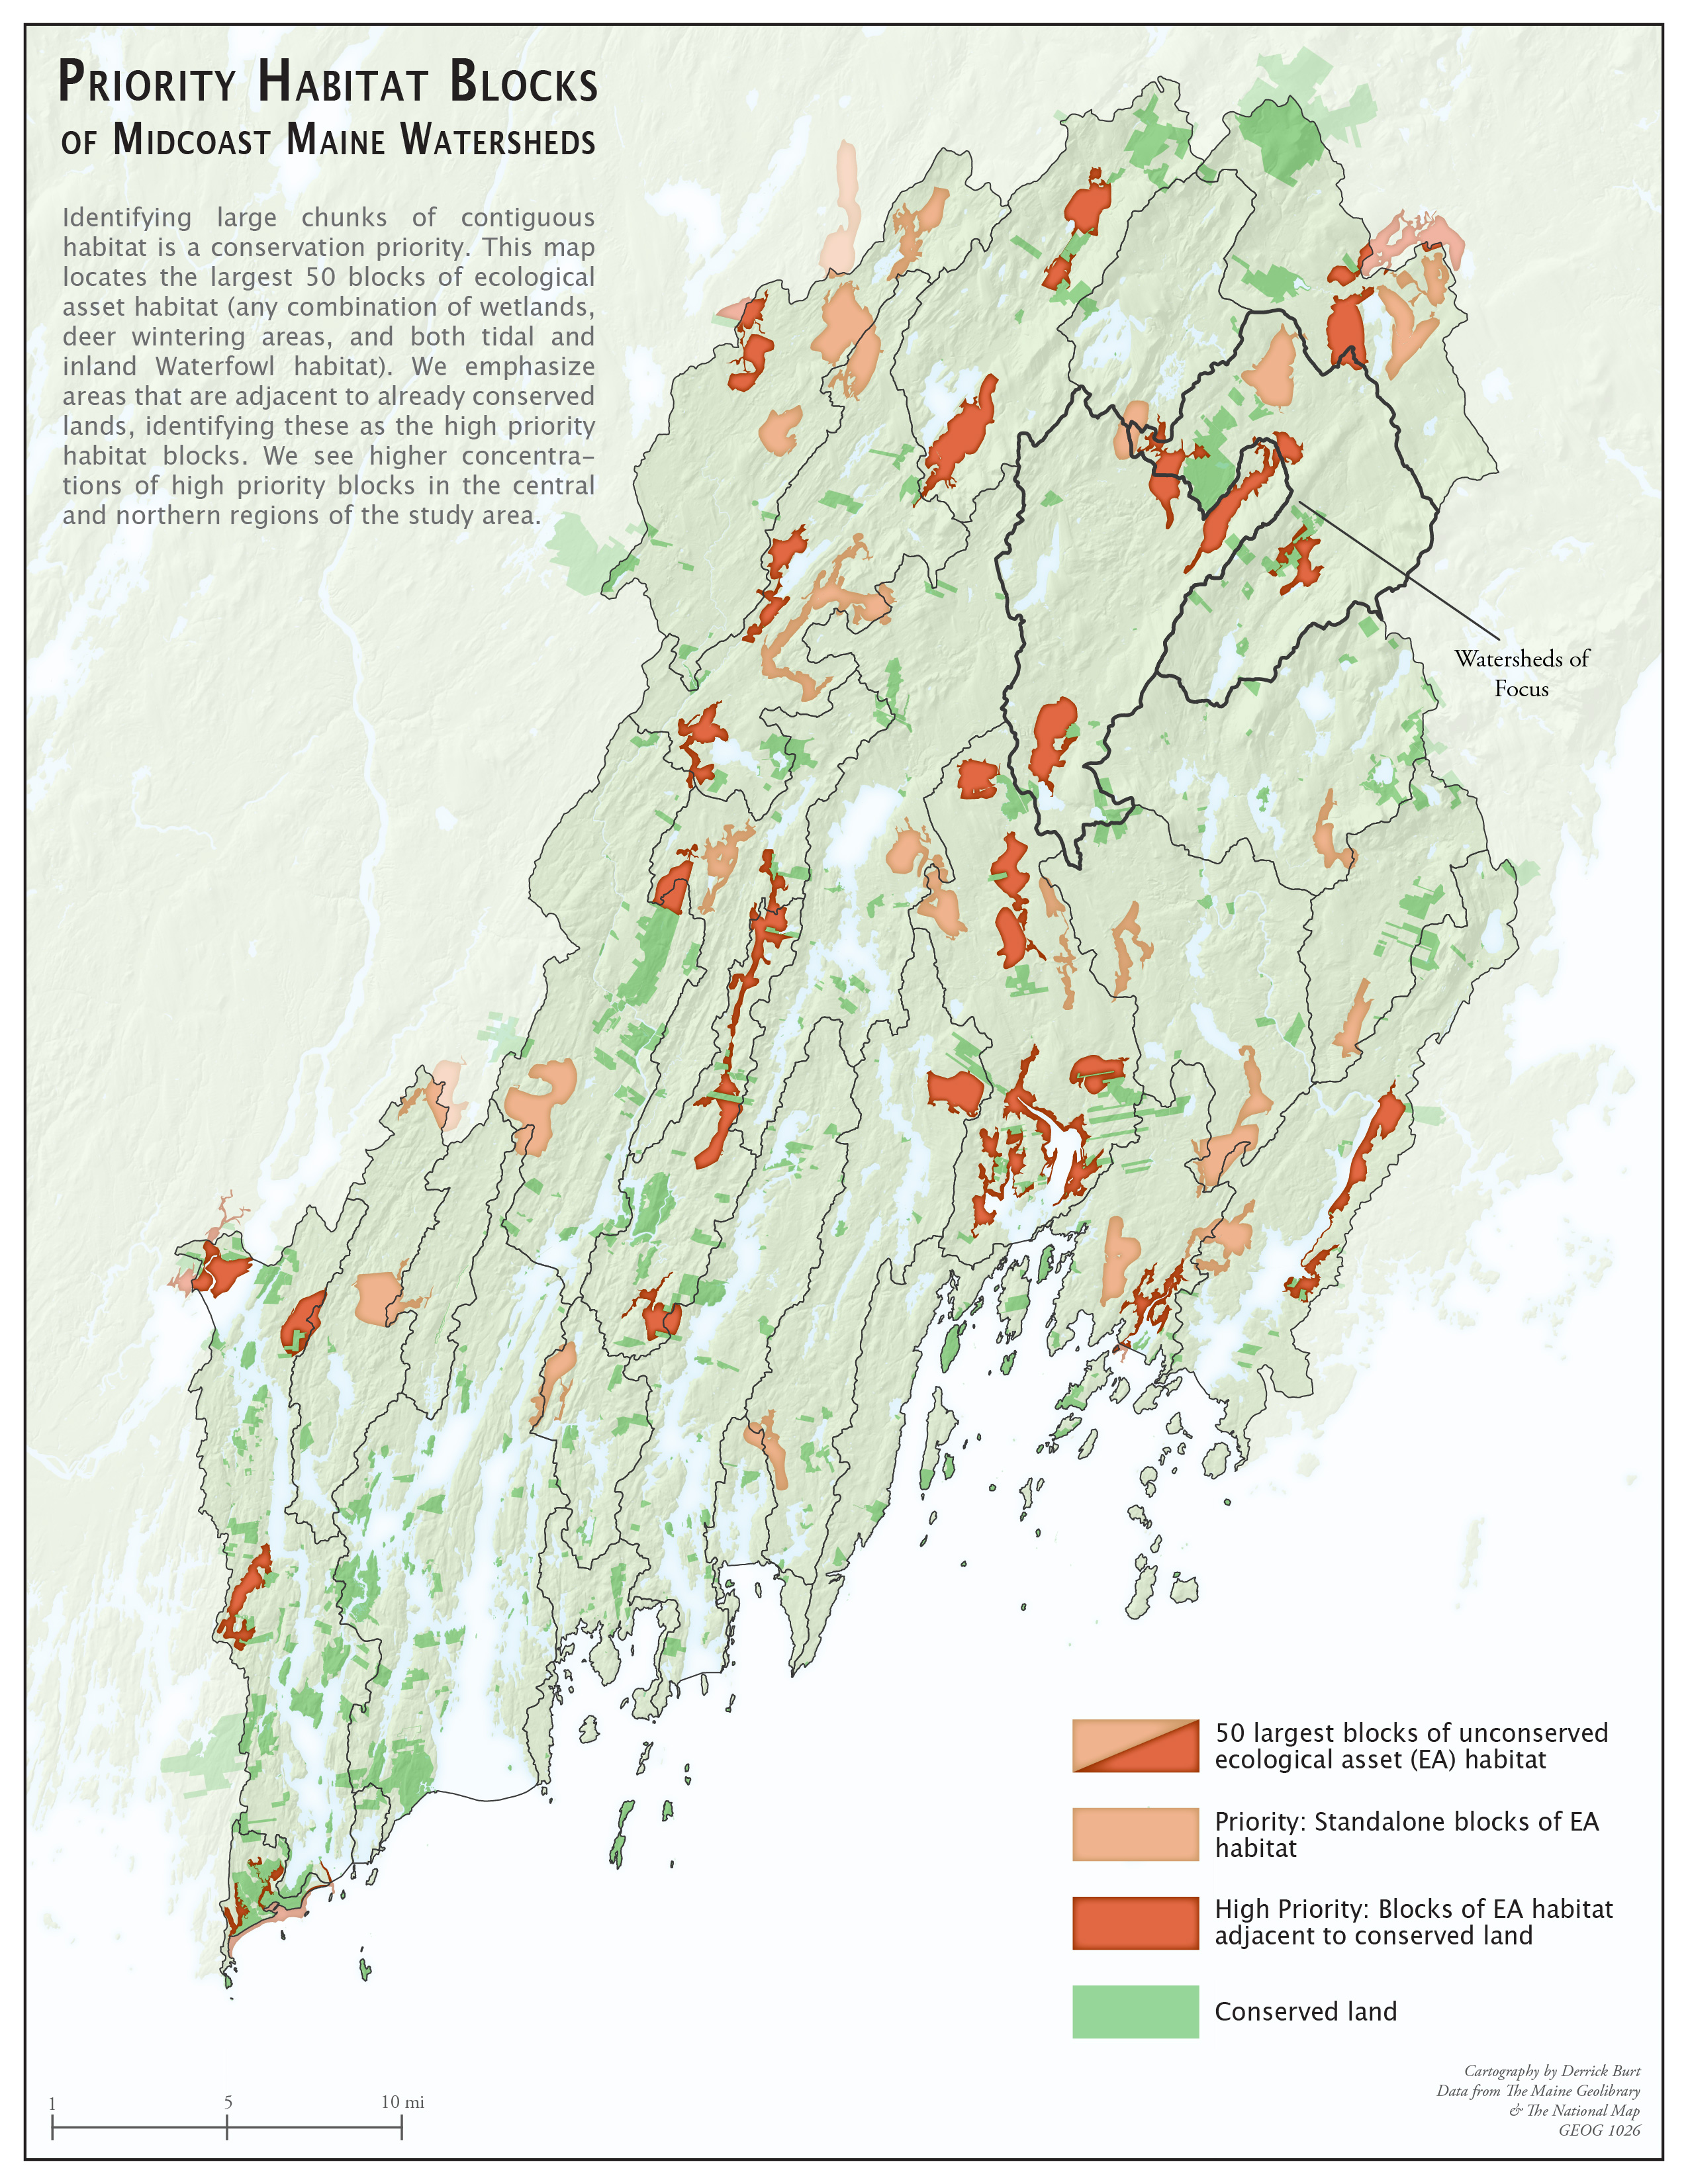 Priority Habitat Blocks
of Midcoast Maine Watersheds
Identifying large chunks of contiguous
habitat is a conservation priority. This map
locates the largest 50 blocks of ecological
asset habitat (any combination of wetlands,
deer wintering areas, and both tidal and
inland Waterfowl habitat). We emphasize
areas that are adjacent to already conserved
lands, identifying these as the high priority
habitat blocks. We see higher concentra-
tions of high priority blocks in the central
and northern regions of the study area.
Watersheds of
Focus
50 largest blocks of unconserved
ecological asset (EA) habitat
Priority: Standalone blocks of EA
habitat
High Priority: Blocks of EA habitat
adjacent to conserved land
Conserved land
1 5 10 mi
Cartography by Derrick Burt
Data from The Maine Geolibrary
& The National Map
GEOG 1026